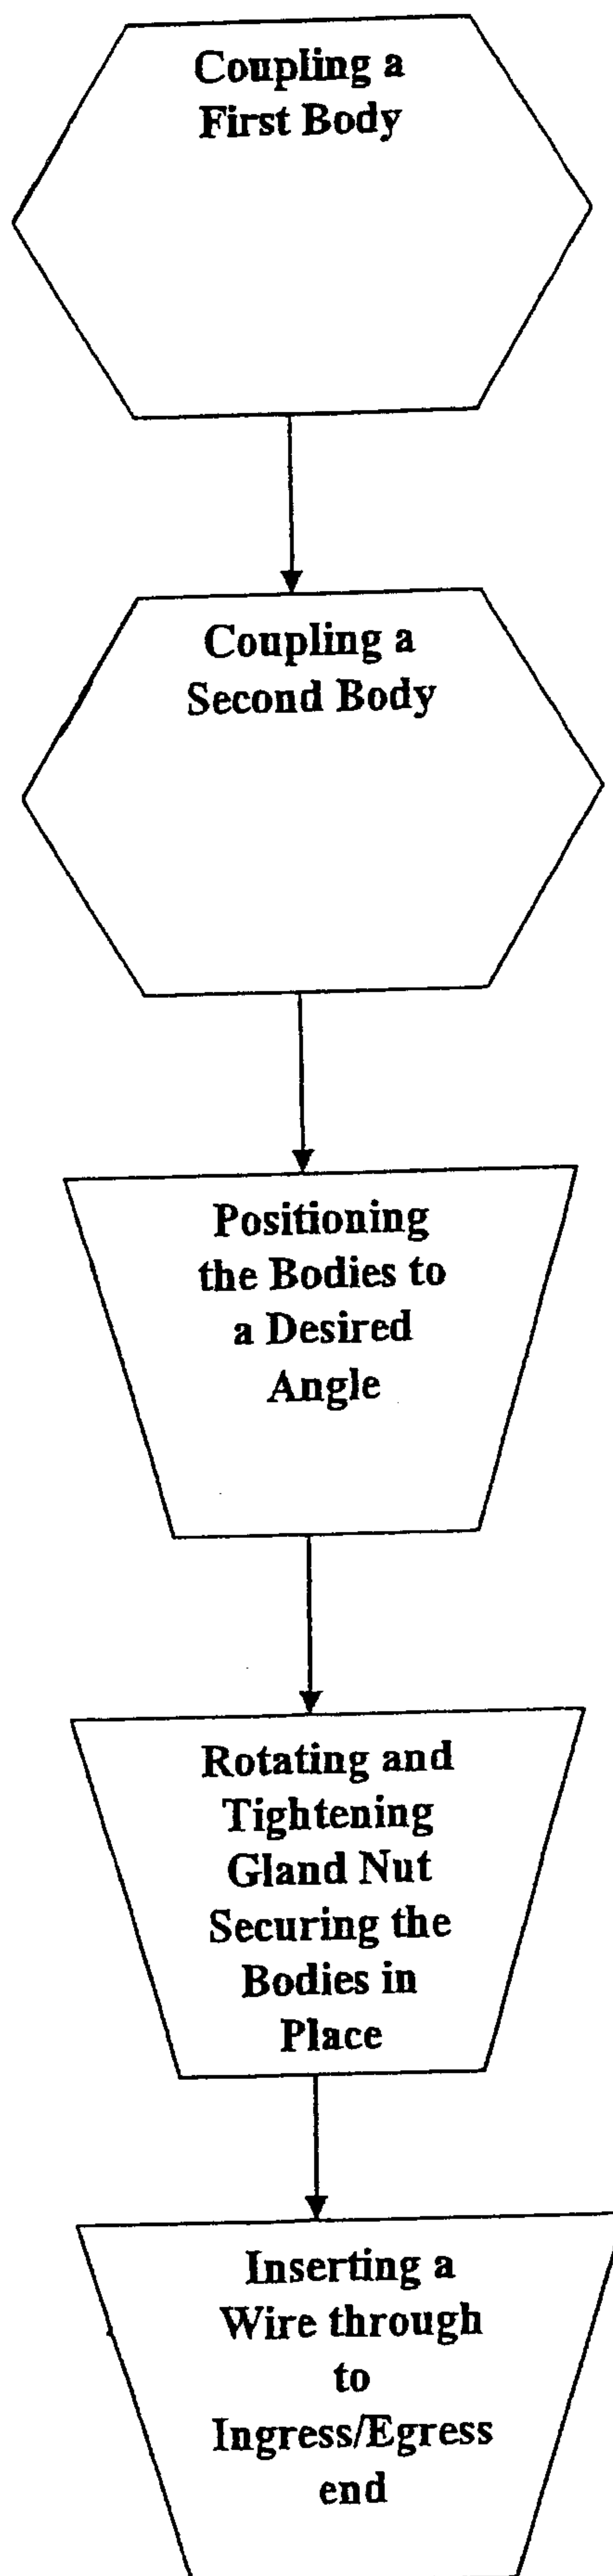 Coupling a
First Body
Coupling a
Second Body
Positioning
the Bodies to
a Desired
Angle
Rotating and
Tightening
Gland Nut
Securing the
Bodies in
Place
Inserting a
Wire through
to
Ingress/Egress
end